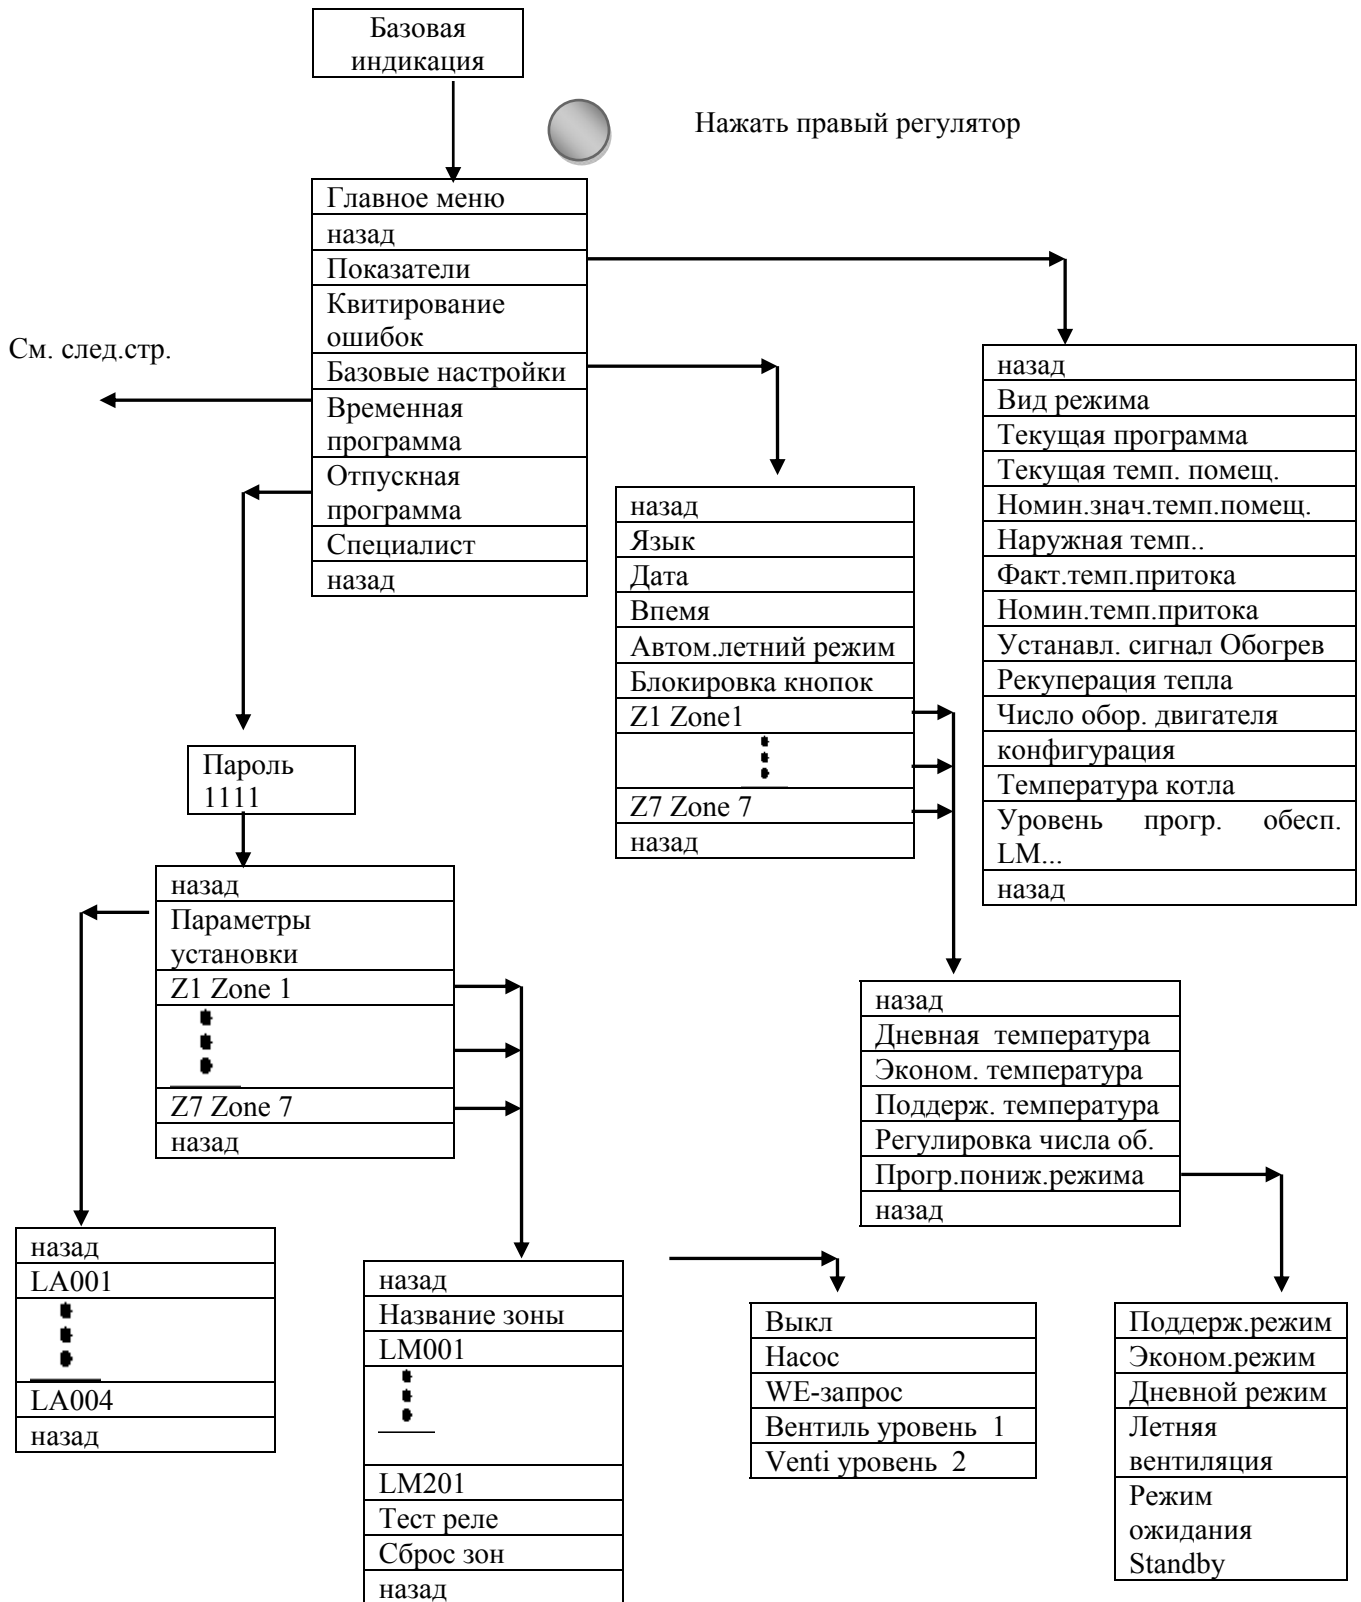 Базовая
индикация
Нажать правый регулятор
Главное меню
назад
Показатели
Квитирование
ошибок
Базовые настройки
Временная
программа
Отпускная
программа
Специалист
назад
См. след.стр.
назад
Вид режима
Текущая программа
Текущая темп. помещ.
Номин.знач.темп.помещ.
Наружная темп..
Факт.темп.притока
Номин.темп.притока
Устанавл. сигнал Обогрев
Рекуперация тепла
Число обор. двигателя
конфигурация
Температура котла
Уровень прогр. обесп.
LM...
назад
назад
Язык
Дата
Впемя
Автом.летний режим
Блокировка кнопок
Z1 Zone1
Z7 Zone 7
назад
Пароль
1111
назад
Параметры
установки
Z1 Zone 1
Z7 Zone 7
назад
назад
Дневная температура
Эконом. температура
Поддерж. температура
Регулировка числа об.
Прогр.пониж.режима
назад
назад
LA001
LA004
назад
назад
Название зоны
LM001
LM201
Тест реле
Сброс зон
назад
Выкл
Насос
WE-запрос
Вентиль уровень 1
Venti уровень 2
Поддерж.режим
Эконом.режим
Дневной режим
Летняя
вентиляция
Режим
ожидания
Standby